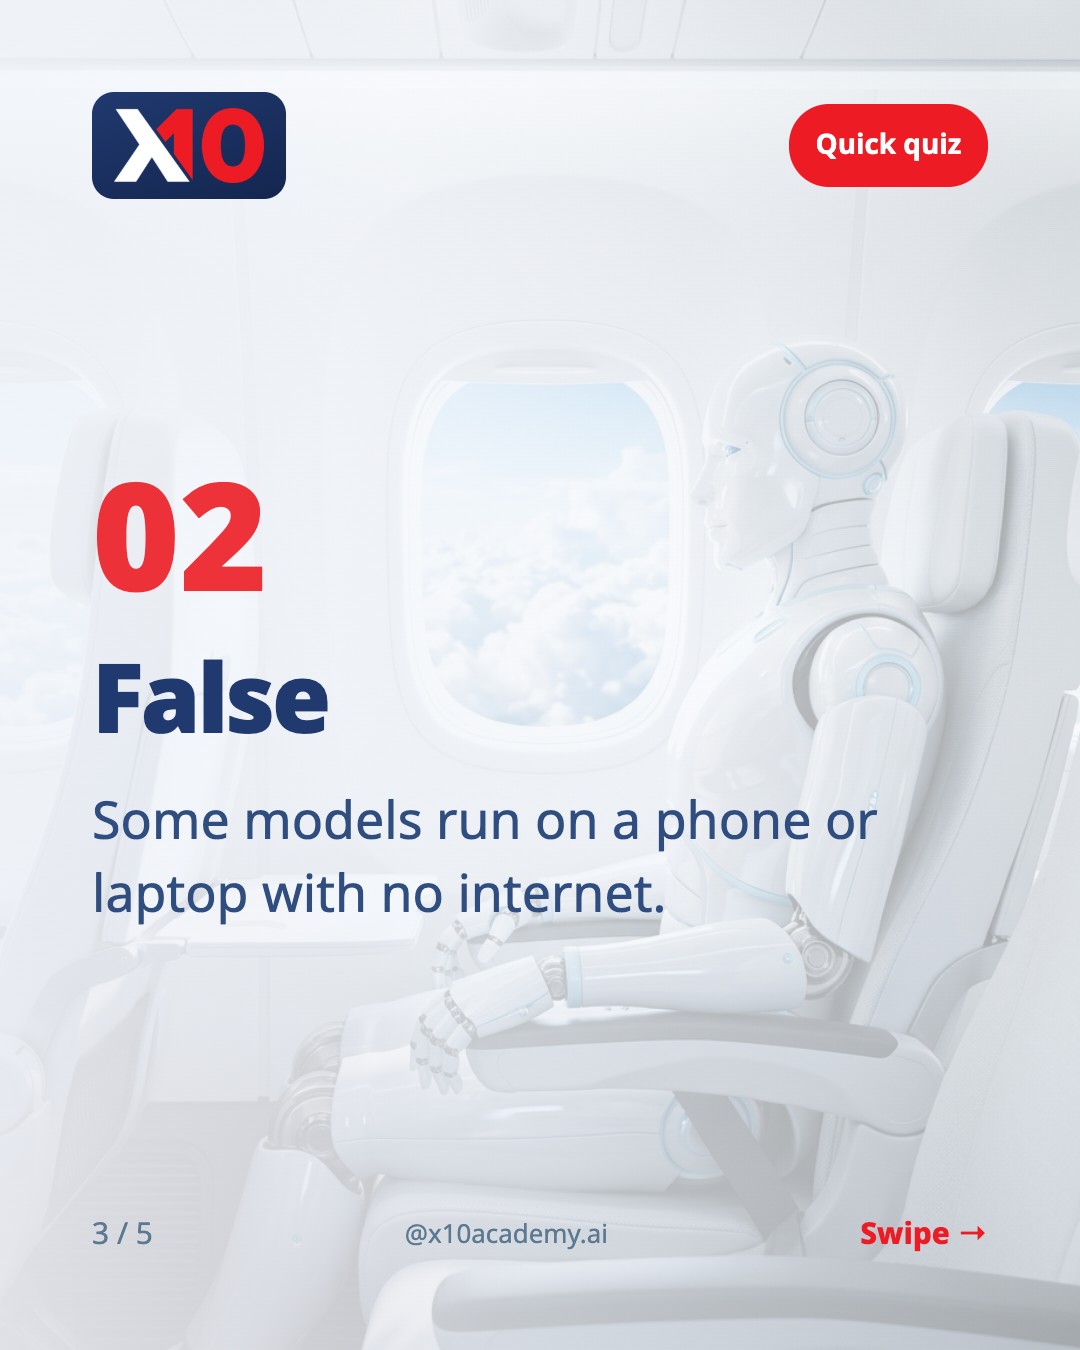 X10
Quick quiz
02
False
Some models run on a phone or
laptop with no internet.
3 / 5
@x10academy.ai
Swipe →